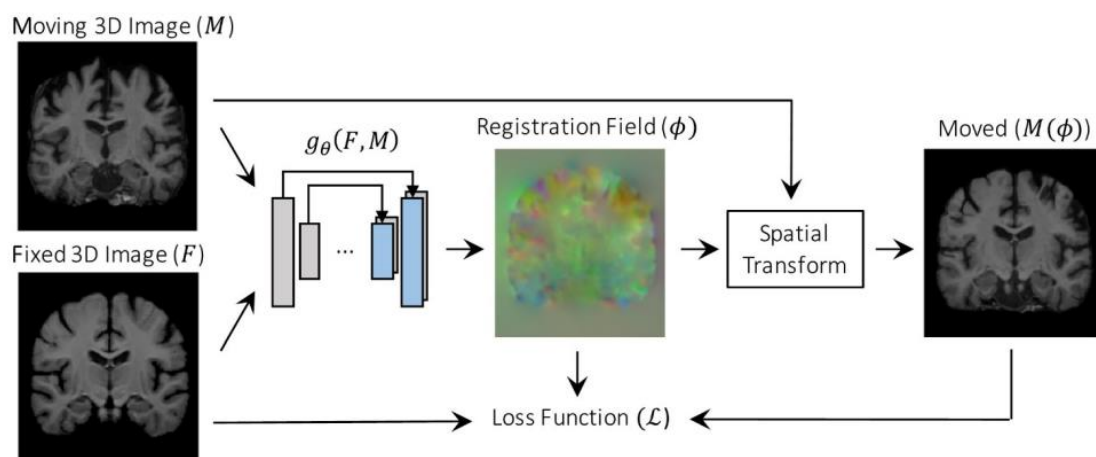 Moving 3D Image (M)
g_θ(F, M)
Registration Field (ϕ)
Moved (M(ϕ))
Fixed 3D Image (F)
...
Spatial
Transform
Loss Function (ℒ)